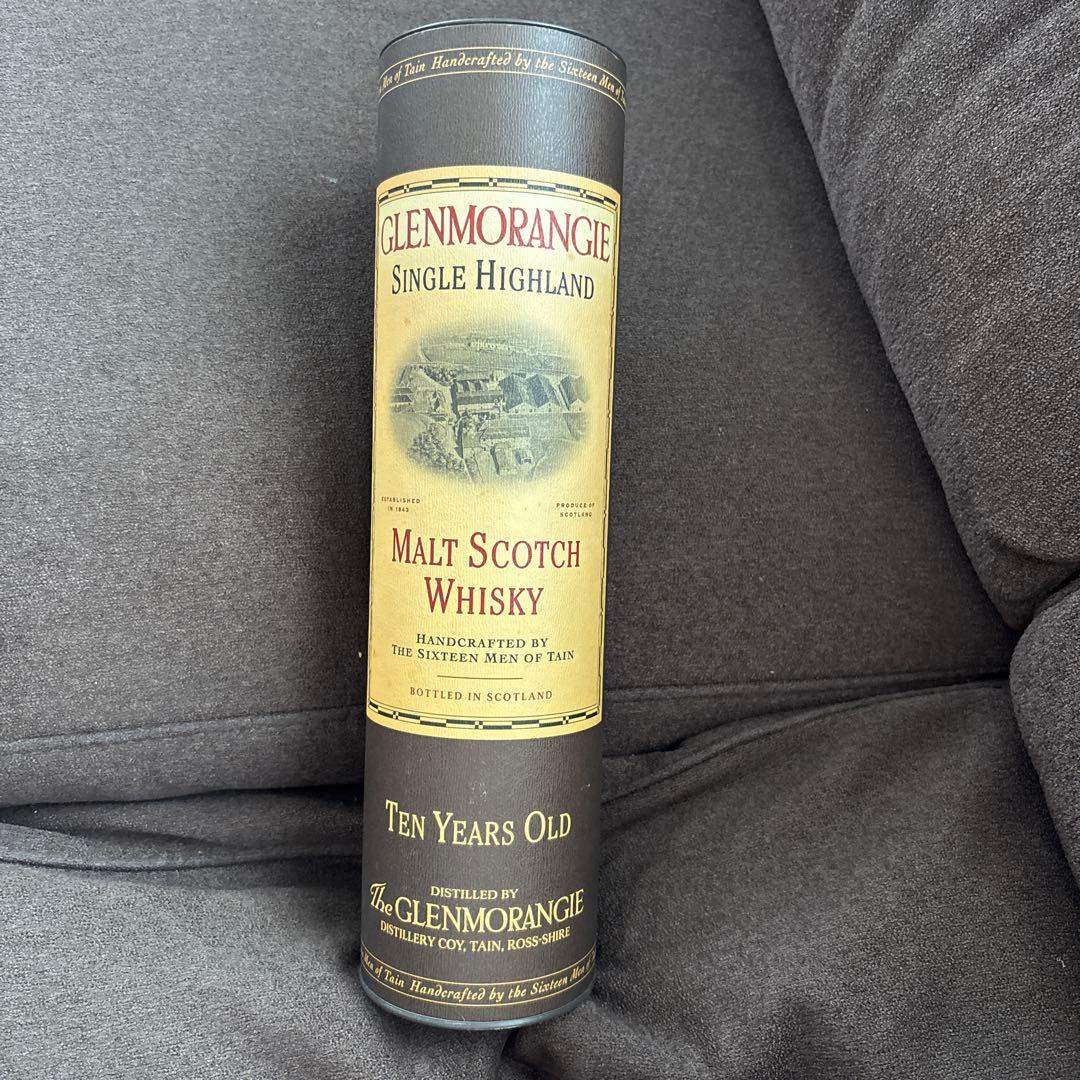 Men of Tain Handcrafted by the Sixteen Men of
GLENMORANGIE
SINGLE HIGHLAND
ESTABLISHED
IN 1843
PRODUCE OF
SCOTLAND
MALT SCOTCH
WHISKY
HANDCRAFTED BY
THE SIXTEEN MEN OF TAIN
BOTTLED IN SCOTLAND
TEN YEARS OLD
DISTILLED BY
The GLENMORANGIE
DISTILLERY COY, TAIN, ROSS-SHIRE
Men of Tain Handcrafted by the Sixteen Men of